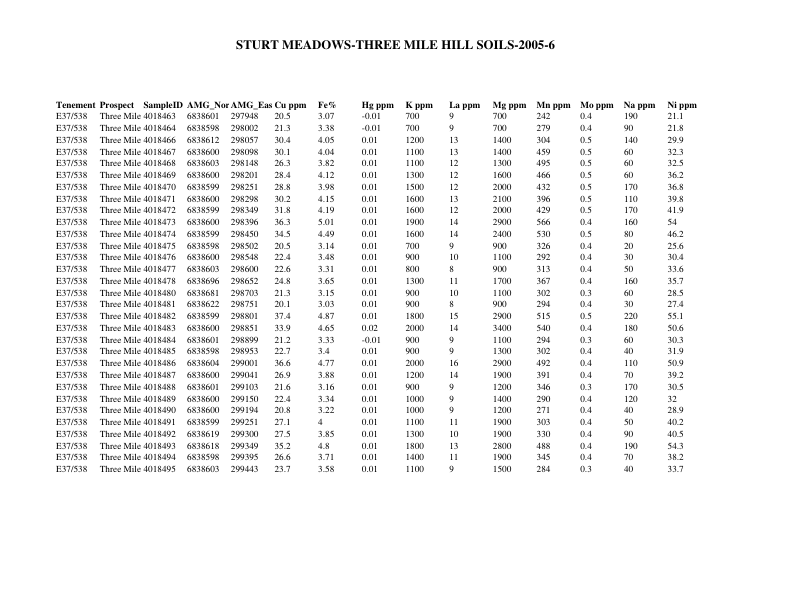 STURT MEADOWS-THREE MILE HILL SOILS-2005-6
Tenement Prospect SampleID AMG_Nor AMG_Eas Cu ppm Fe% Hg ppm K ppm La ppm Mg ppm Mn ppm Mo ppm Na ppm Ni ppm
E37/538 Three Mile 4018463 6838601 297948 20.5 3.07 -0.01 700 9 700 242 0.4 190 21.1
E37/538 Three Mile 4018464 6838598 298002 21.3 3.38 -0.01 700 9 700 279 0.4 90 21.8
E37/538 Three Mile 4018466 6838612 298057 30.4 4.05 0.01 1200 13 1400 304 0.5 140 29.9
E37/538 Three Mile 4018467 6838600 298098 30.1 4.04 0.01 1100 13 1400 459 0.5 60 32.3
E37/538 Three Mile 4018468 6838603 298148 26.3 3.82 0.01 1100 12 1300 495 0.5 60 32.5
E37/538 Three Mile 4018469 6838600 298201 28.4 4.12 0.01 1300 12 1600 466 0.5 60 36.2
E37/538 Three Mile 4018470 6838599 298251 28.8 3.98 0.01 1500 12 2000 432 0.5 170 36.8
E37/538 Three Mile 4018471 6838600 298298 30.2 4.15 0.01 1600 13 2100 396 0.5 110 39.8
E37/538 Three Mile 4018472 6838599 298349 31.8 4.19 0.01 1600 12 2000 429 0.5 170 41.9
E37/538 Three Mile 4018473 6838600 298396 36.3 5.01 0.01 1900 14 2900 566 0.4 160 54
E37/538 Three Mile 4018474 6838599 298450 34.5 4.49 0.01 1600 14 2400 530 0.5 80 46.2
E37/538 Three Mile 4018475 6838598 298502 20.5 3.14 0.01 700 9 900 326 0.4 20 25.6
E37/538 Three Mile 4018476 6838600 298548 22.4 3.48 0.01 900 10 1100 292 0.4 30 30.4
E37/538 Three Mile 4018477 6838603 298600 22.6 3.31 0.01 800 8 900 313 0.4 50 33.6
E37/538 Three Mile 4018478 6838696 298652 24.8 3.65 0.01 1300 11 1700 367 0.4 160 35.7
E37/538 Three Mile 4018480 6838681 298703 21.3 3.15 0.01 900 10 1100 302 0.3 60 28.5
E37/538 Three Mile 4018481 6838622 298751 20.1 3.03 0.01 900 8 900 294 0.4 30 27.4
E37/538 Three Mile 4018482 6838599 298801 37.4 4.87 0.01 1800 15 2900 515 0.5 220 55.1
E37/538 Three Mile 4018483 6838600 298851 33.9 4.65 0.02 2000 14 3400 540 0.4 180 50.6
E37/538 Three Mile 4018484 6838601 298899 21.2 3.33 -0.01 900 9 1100 294 0.3 60 30.3
E37/538 Three Mile 4018485 6838598 298953 22.7 3.4 0.01 900 9 1300 302 0.4 40 31.9
E37/538 Three Mile 4018486 6838604 299001 36.6 4.77 0.01 2000 16 2900 492 0.4 110 50.9
E37/538 Three Mile 4018487 6838600 299041 26.9 3.88 0.01 1200 14 1900 391 0.4 70 39.2
E37/538 Three Mile 4018488 6838601 299103 21.6 3.16 0.01 900 9 1200 346 0.3 170 30.5
E37/538 Three Mile 4018489 6838600 299150 22.4 3.34 0.01 1000 9 1400 290 0.4 120 32
E37/538 Three Mile 4018490 6838600 299194 20.8 3.22 0.01 1000 9 1200 271 0.4 40 28.9
E37/538 Three Mile 4018491 6838599 299251 27.1 4 0.01 1100 11 1900 303 0.4 50 40.2
E37/538 Three Mile 4018492 6838619 299300 27.5 3.85 0.01 1300 10 1900 330 0.4 90 40.5
E37/538 Three Mile 4018493 6838618 299349 35.2 4.8 0.01 1800 13 2800 488 0.4 190 54.3
E37/538 Three Mile 4018494 6838598 299395 26.6 3.71 0.01 1400 11 1900 345 0.4 70 38.2
E37/538 Three Mile 4018495 6838603 299443 23.7 3.58 0.01 1100 9 1500 284 0.3 40 33.7